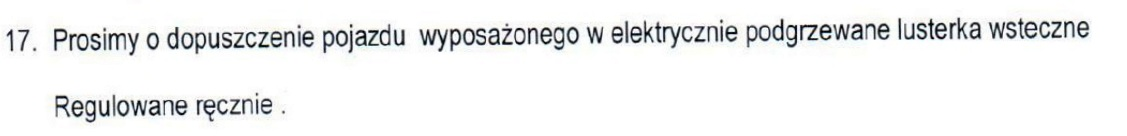 17. Prosimy o dopuszczenie pojazdu wyposażonego w elektrycznie podgrzewane lusterka wsteczne
Regulowane ręcznie .